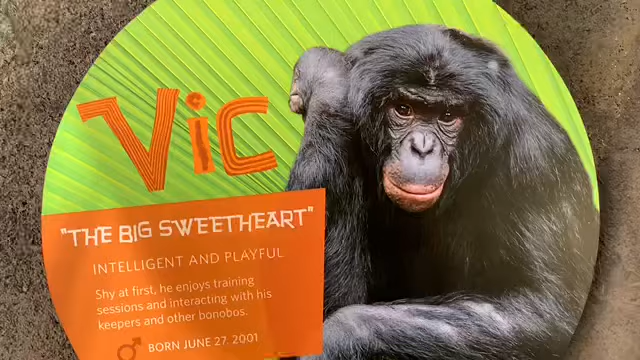 Vic
"THE BIG SWEETHEART"
INTELLIGENT AND PLAYFUL
Shy at first, he enjoys training
sessions and interacting with his
keepers and other bonobos.
♂ BORN JUNE 27, 2001